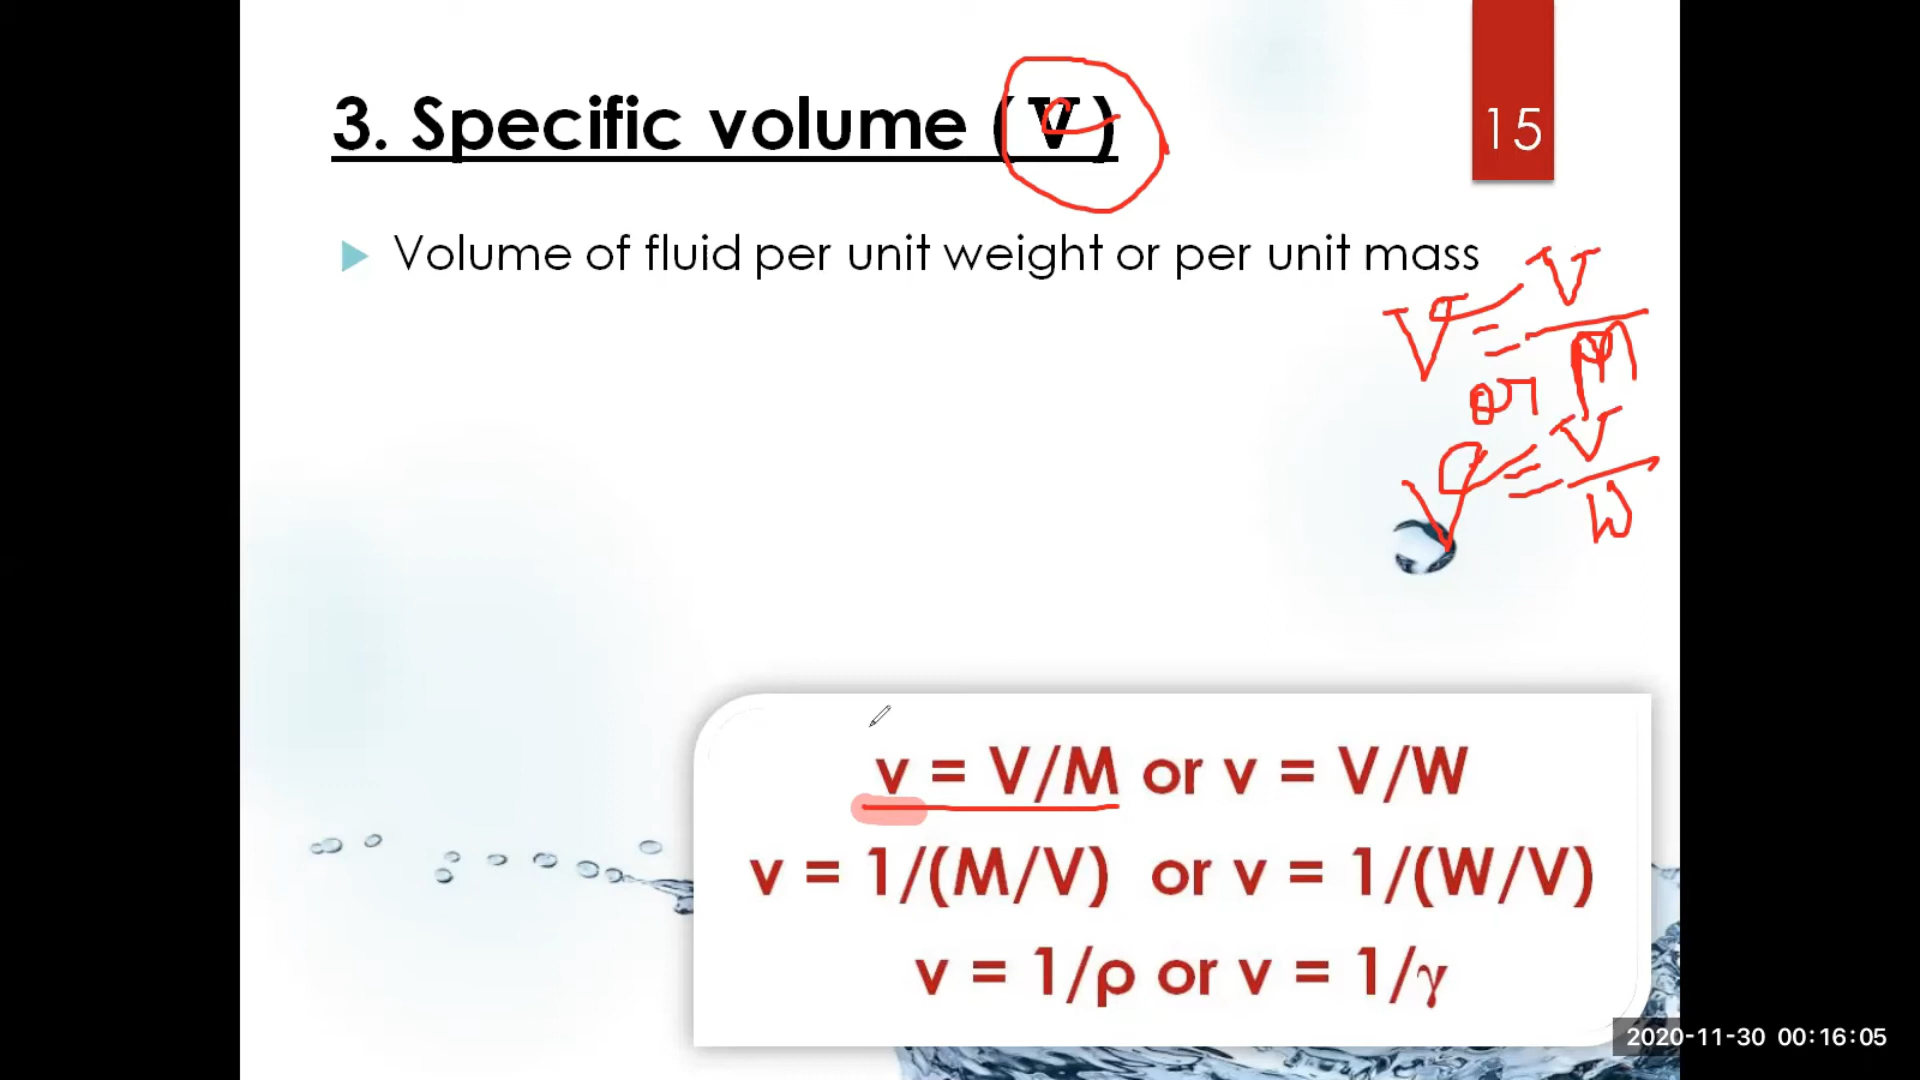 3. Specific volume (V)
15
Volume of fluid per unit weight or per unit mass
V = V/M
or
V = V/W
v = V/M or v = V/W
v = 1/(M/V) or v = 1/(W/V)
v = 1/ρ or v = 1/γ
2020-11-30 00:16:05